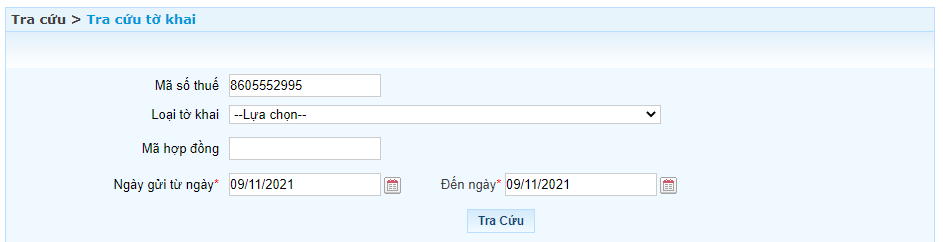 Tra cứu > Tra cứu tờ khai
Mã số thuế 8605552995
Loại tờ khai --Lựa chọn--
Mã hợp đồng
Ngày gửi từ ngày* 09/11/2021 Đến ngày* 09/11/2021
Tra Cứu